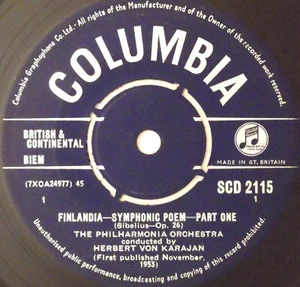 All rights of the Manufacturer and of the Owner of the recorded work reserved.
Columbia Graphophone Co. Ltd.
COLUMBIA
BRITISH &
CONTINENTAL
BIEM
MADE IN GT. BRITAIN
(7XCA24977) 45
SCD 2115
1
1
FINLANDIA—SYMPHONIC POEM—PART ONE
(Sibelius—Op. 26)
THE PHILHARMONIA ORCHESTRA
conducted by
HERBERT VON KARAJAN
(First published November,
1953)
Unauthorised public performance, broadcasting and copying of this record prohibited.